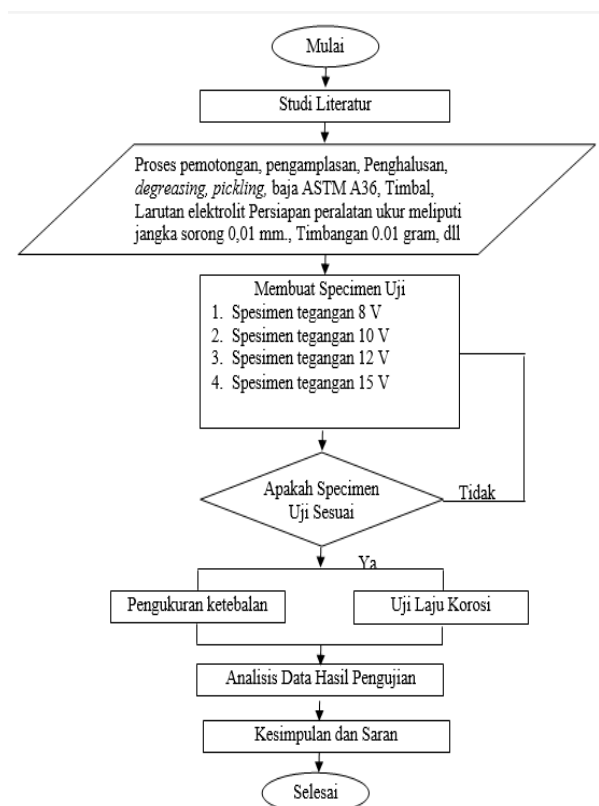 Mulai
Studi Literatur
Proses pemotongan, pengamplasan, Penghalusan,
degreasing, pickling, baja ASTM A36, Timbal,
Larutan elektrolit Persiapan peralatan ukur meliputi
jangka sorong 0,01 mm., Timbangan 0.01 gram, dll
Membuat Specimen Uji
1. Spesimen tegangan 8 V
2. Spesimen tegangan 10 V
3. Spesimen tegangan 12 V
4. Spesimen tegangan 15 V
Apakah Specimen
Uji Sesuai
Tidak
Ya
Pengukuran ketebalan
Uji Laju Korosi
Analisis Data Hasil Pengujian
Kesimpulan dan Saran
Selesai